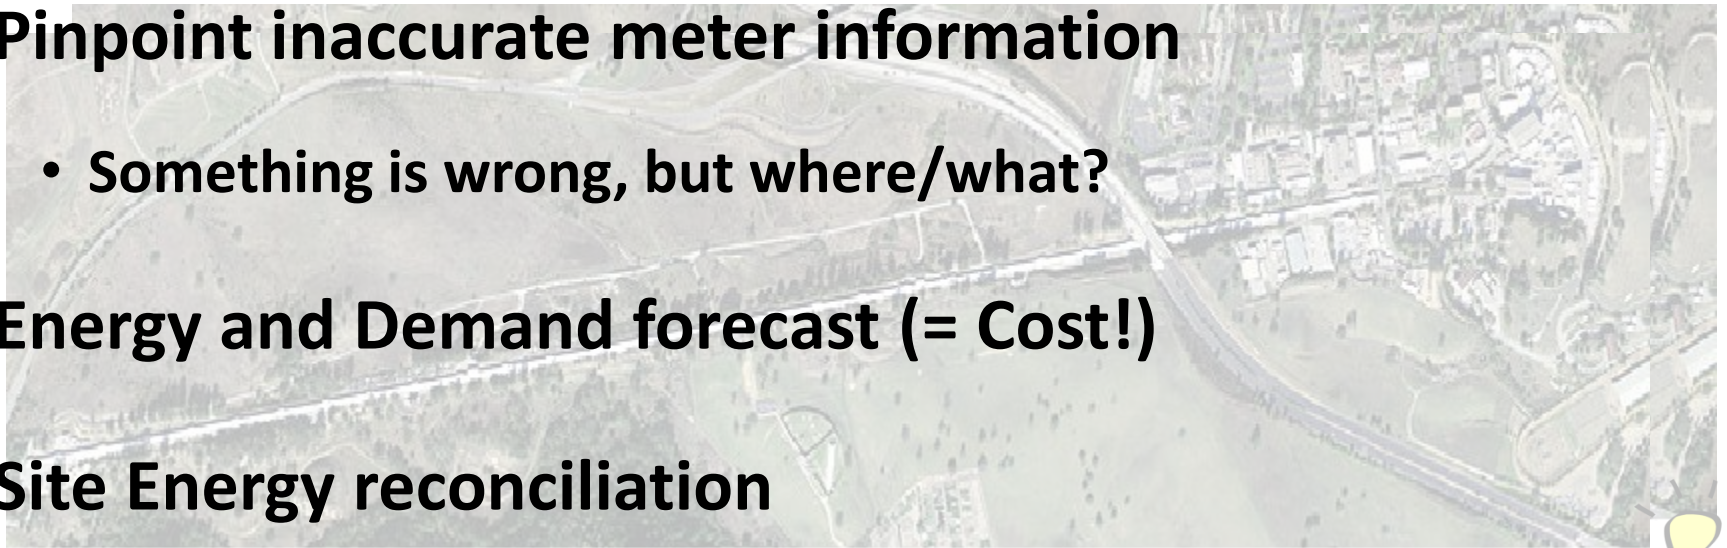 Pinpoint inaccurate meter information
• Something is wrong, but where/what?
Energy and Demand forecast (= Cost!)
Site Energy reconciliation